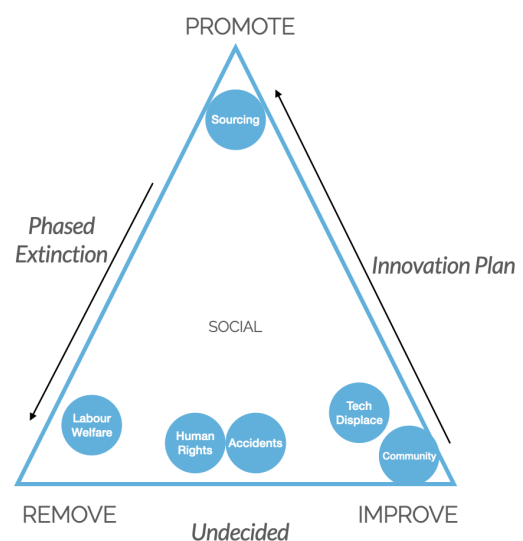 PROMOTE
Sourcing
Phased
Extinction
Innovation Plan
SOCIAL
Labour
Welfare
Human
Rights
Accidents
Tech
Displace
Community
REMOVE
Undecided
IMPROVE